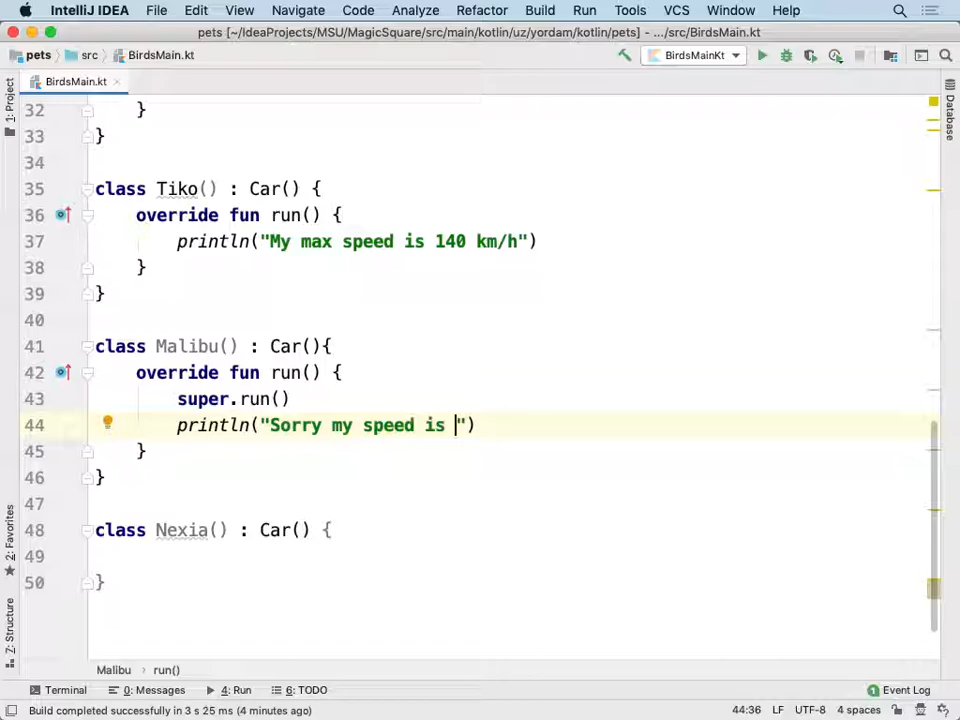 IntelliJ IDEA File Edit View Navigate Code Analyze Refactor Build Run Tools VCS Window Help
pets [~/IdeaProjects/MSU/MagicSquare/src/main/kotlin/uz/yordam/kotlin/pets] - .../src/BirdsMain.kt
pets src BirdsMain.kt BirdsMainKt
BirdsMain.kt
1: Project
Database
32 }
33 }
34
35 class Tiko() : Car() {
36 override fun run() {
37 println("My max speed is 140 km/h")
38 }
39 }
40
41 class Malibu() : Car(){
42 override fun run() {
43 super.run()
44 println("Sorry my speed is ")
45 }
46 }
47
48 class Nexia() : Car() {
49
50 }
2: Favorites
7: Structure
Malibu › run()
Terminal 0: Messages 4: Run 6: TODO 1 Event Log
Build completed successfully in 3 s 25 ms (4 minutes ago) 44:36 LF UTF-8 4 spaces